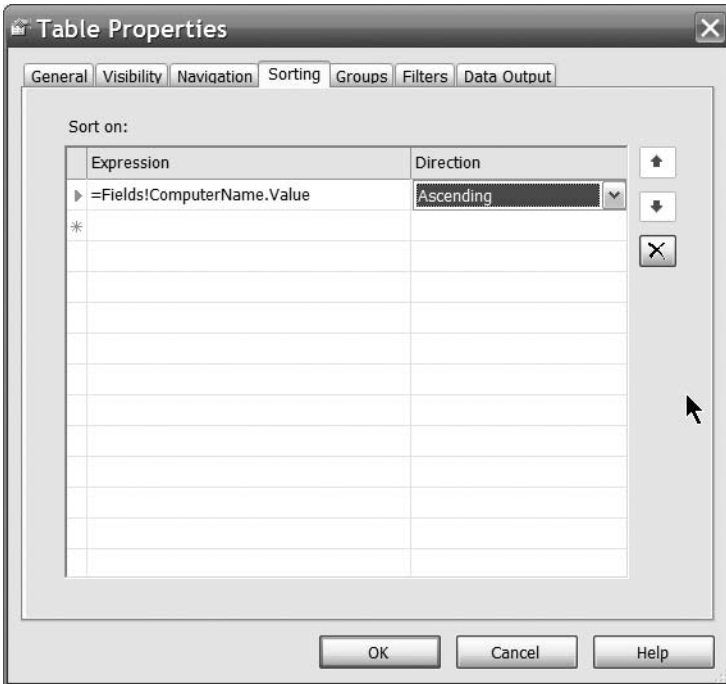 Table Properties
General Visibility Navigation Sorting Groups Filters Data Output
Sort on:
Expression Direction
=Fields!ComputerName.Value Ascending
OK Cancel Help